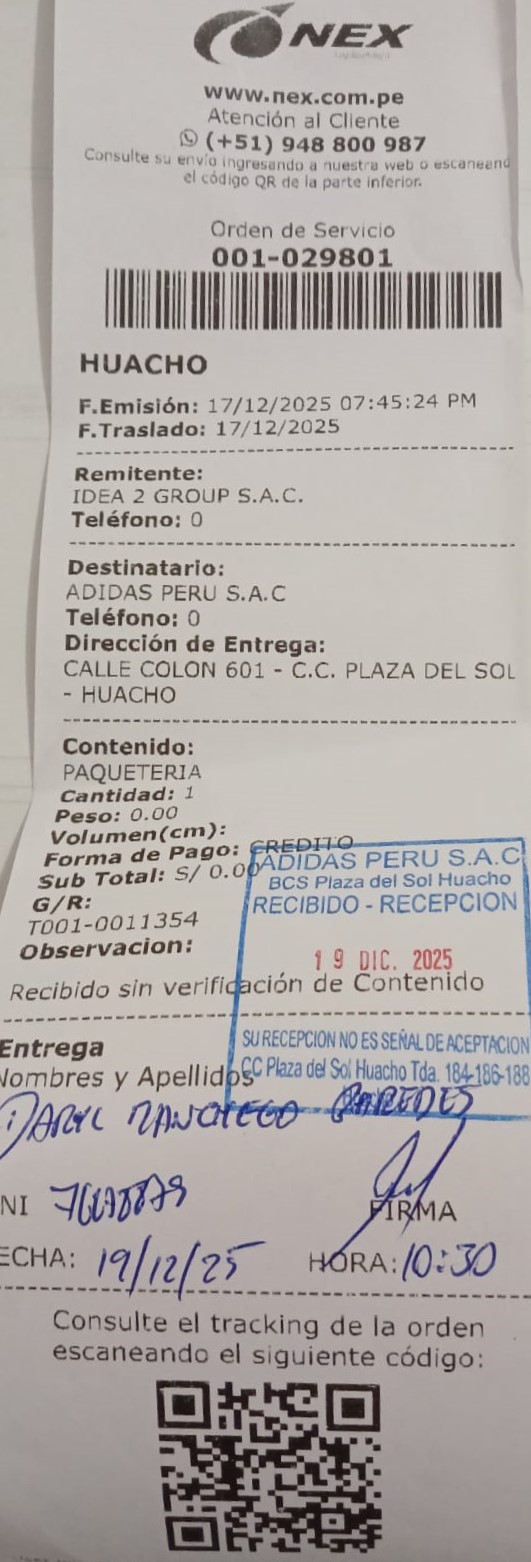 NEX
www.nex.com.pe
Atención al Cliente
(+51) 948 800 987
Consulte su envío ingresando a nuestra web o escaneand
el código QR de la parte inferior.
Orden de Servicio
001-029801
HUACHO
F.Emisión: 17/12/2025 07:45:24 PM
F.Traslado: 17/12/2025
Remitente:
IDEA 2 GROUP S.A.C.
Teléfono: 0
Destinatario:
ADIDAS PERU S.A.C
Teléfono: 0
Dirección de Entrega:
CALLE COLON 601 - C.C. PLAZA DEL SOL
- HUACHO
Contenido:
PAQUETERIA
Cantidad: 1
Peso: 0.00
Volumen(cm):
Forma de Pago: CREDITO
Sub Total: S/ 0.00
G/R:
T001-0011354
Observacion:
ADIDAS PERU S.A.C
BCS Plaza del Sol Huacho
RECIBIDO - RECEPCION
19 DIC. 2025
Recibido sin verificación de Contenido
SU RECEPCION NO ES SEÑAL DE ACEPTACION
CC Plaza del Sol Huacho Tda. 184-186-188
Entrega
Nombres y Apellidos
PAREDES
NI
FIRMA
ECHA: 19/12/25 HORA: 10:30
Consulte el tracking de la orden
escaneando el siguiente código: